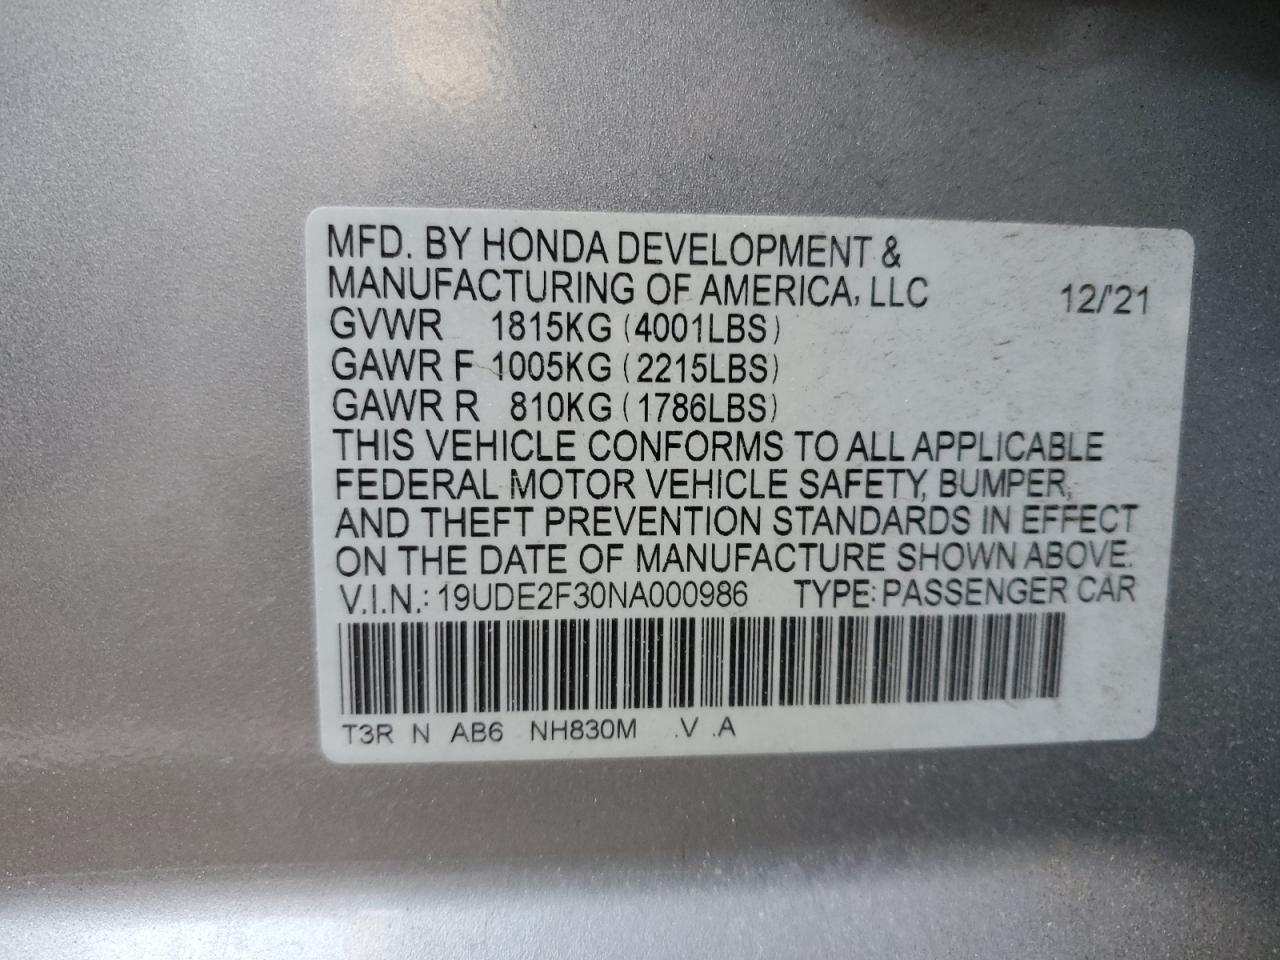 MFD. BY HONDA DEVELOPMENT &
MANUFACTURING OF AMERICA, LLC 12/'21
GVWR 1815KG (4001LBS)
GAWR F 1005KG (2215LBS)
GAWR R 810KG (1786LBS)
THIS VEHICLE CONFORMS TO ALL APPLICABLE
FEDERAL MOTOR VEHICLE SAFETY, BUMPER,
AND THEFT PREVENTION STANDARDS IN EFFECT
ON THE DATE OF MANUFACTURE SHOWN ABOVE.
V.I.N.: 19UDE2F30NA000986 TYPE: PASSENGER CAR
T3R N AB6 NH830M .V .A